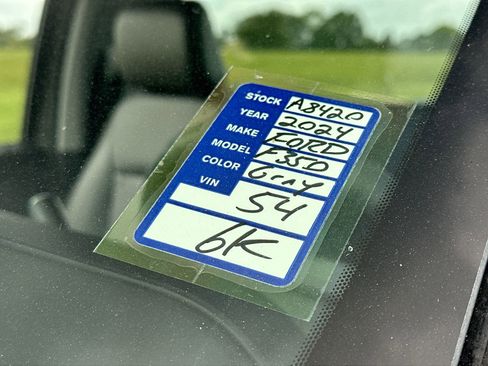 STOCK A8420
YEAR 2024
MAKE FORD
MODEL F350
COLOR Gray
VIN 54
6K